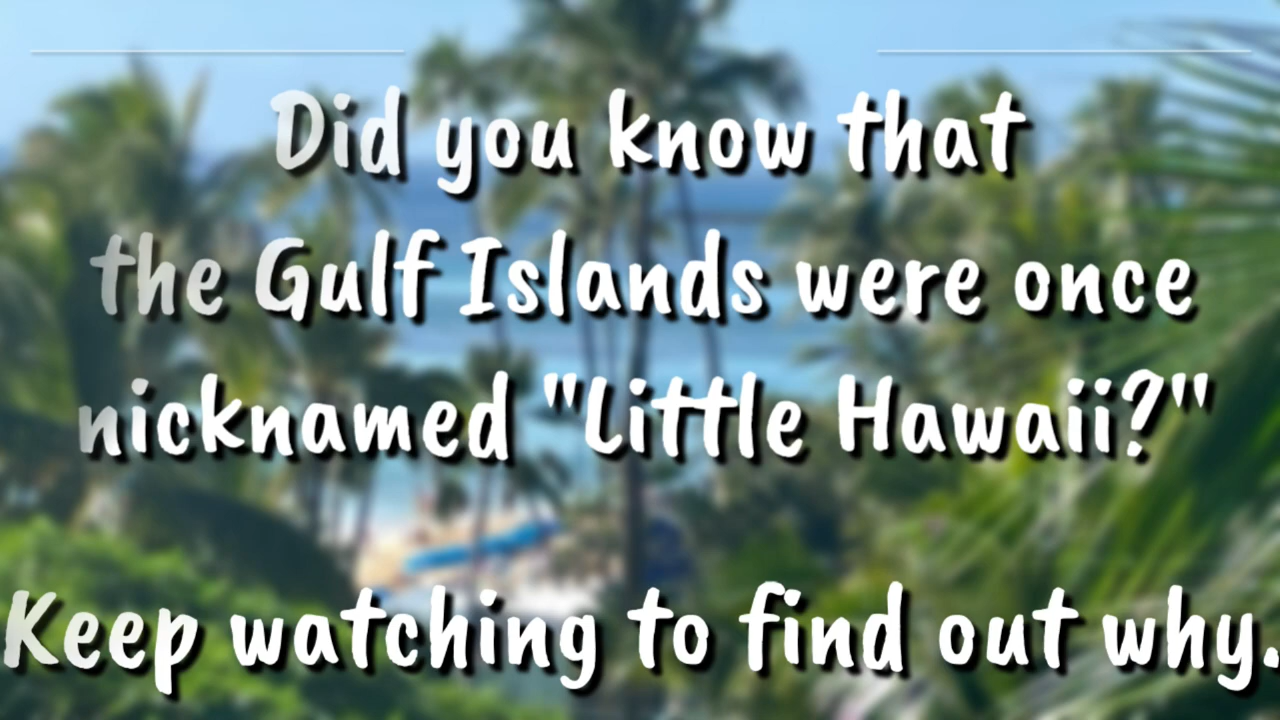 Did you know that
the Gulf Islands were once
nicknamed "Little Hawaii?"
Keep watching to find out why.